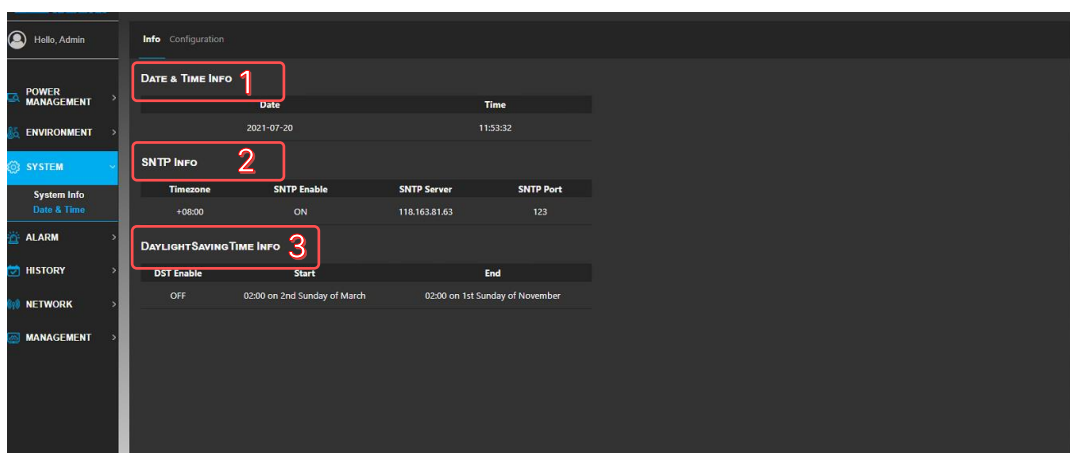 Hello, Admin
POWER
MANAGEMENT
ENVIRONMENT
SYSTEM
System Info
Date & Time
ALARM
HISTORY
NETWORK
MANAGEMENT
Info Configuration
DATE & TIME INFO 1
Date Time
2021-07-20 11:53:32
SNTP INFO 2
Timezone SNTP Enable SNTP Server SNTP Port
+08:00 ON 118.163.81.63 123
DAYLIGHTSAVINGTIME INFO 3
DST Enable Start End
OFF 02:00 on 2nd Sunday of March 02:00 on 1st Sunday of November